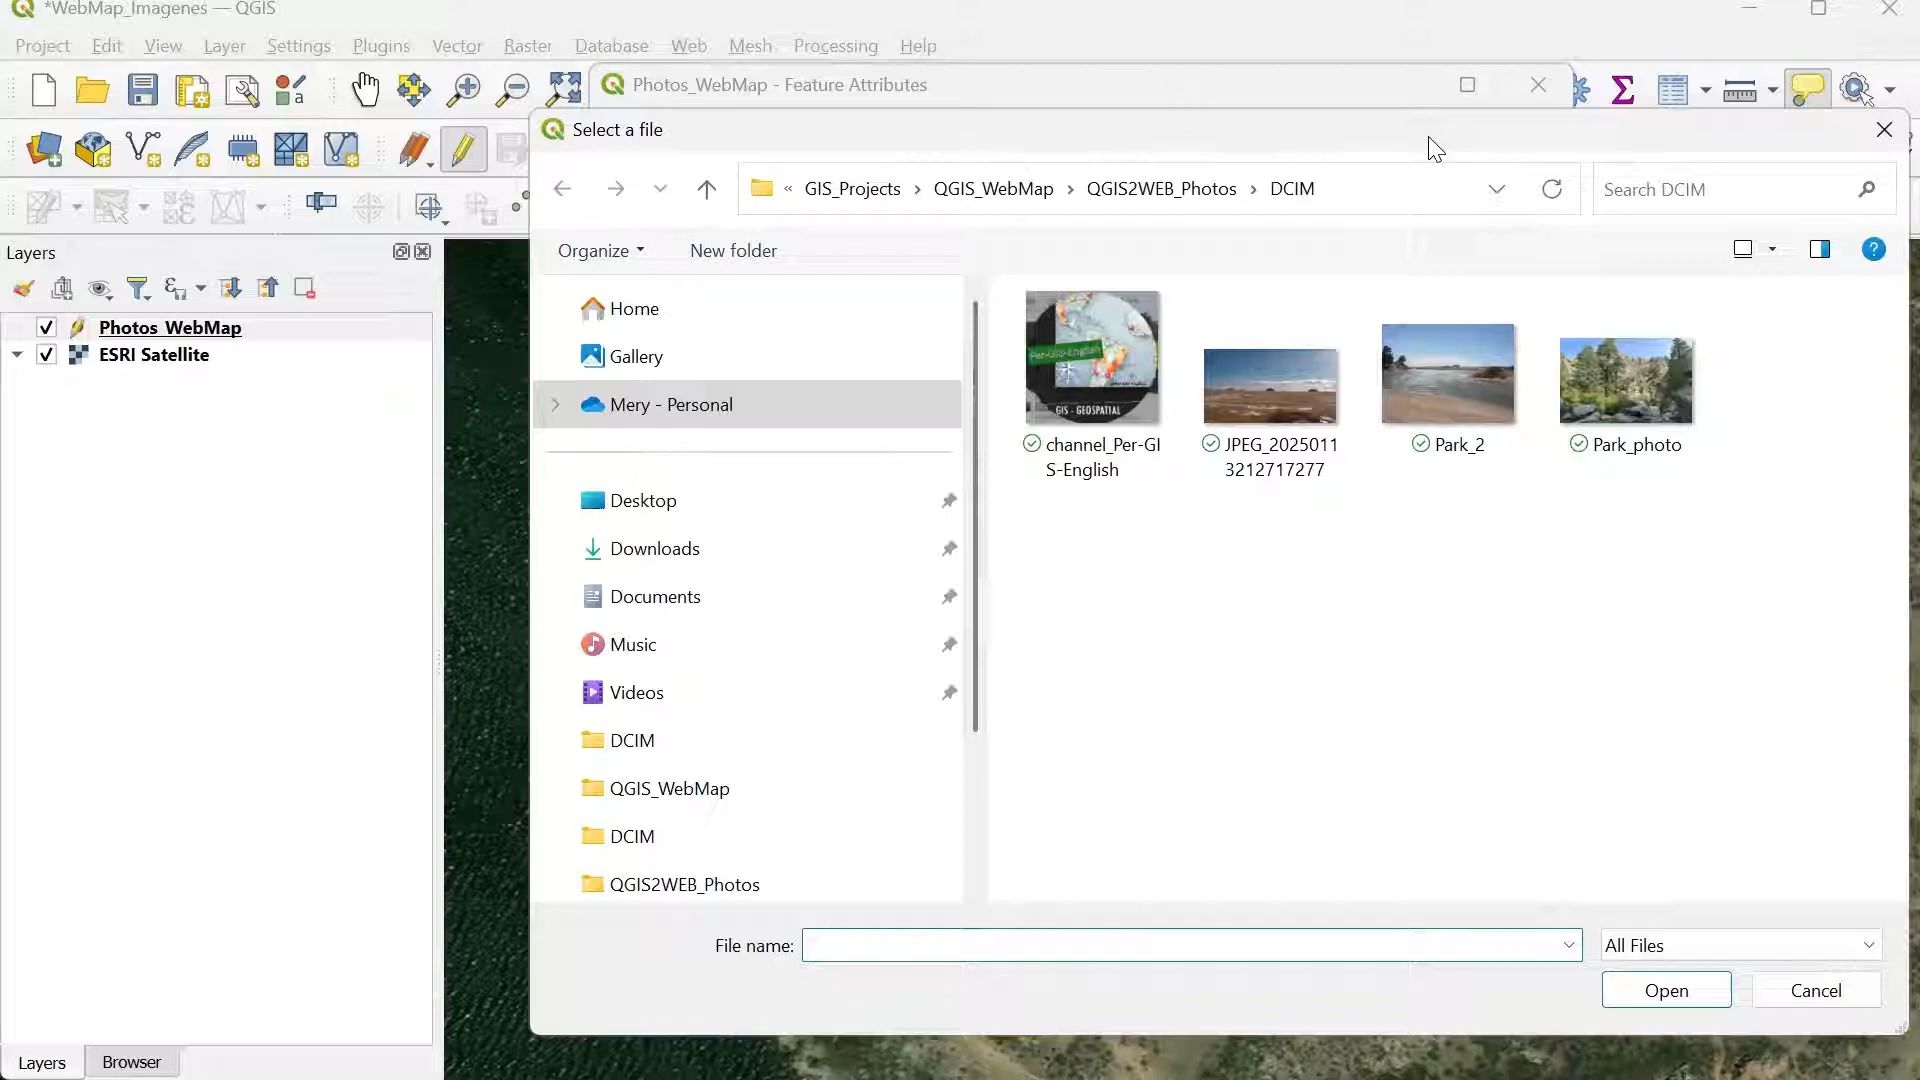 *WebMap_Imagenes — QGIS
Project Edit View Layer Settings Plugins Vector Raster Database Web Mesh Processing Help
Photos_WebMap - Feature Attributes
Select a file
« GIS_Projects › QGIS_WebMap › QGIS2WEB_Photos › DCIM
Search DCIM
Organize
New folder
Layers
Photos WebMap
ESRI Satellite
Home
Gallery
Mery - Personal
Desktop
Downloads
Documents
Music
Videos
DCIM
QGIS_WebMap
DCIM
QGIS2WEB_Photos
GIS - GEOSPATIAL
channel_Per-GI
S-English
JPEG_2025011
3212717277
Park_2
Park_photo
File name:
All Files
Open
Cancel
Layers
Browser